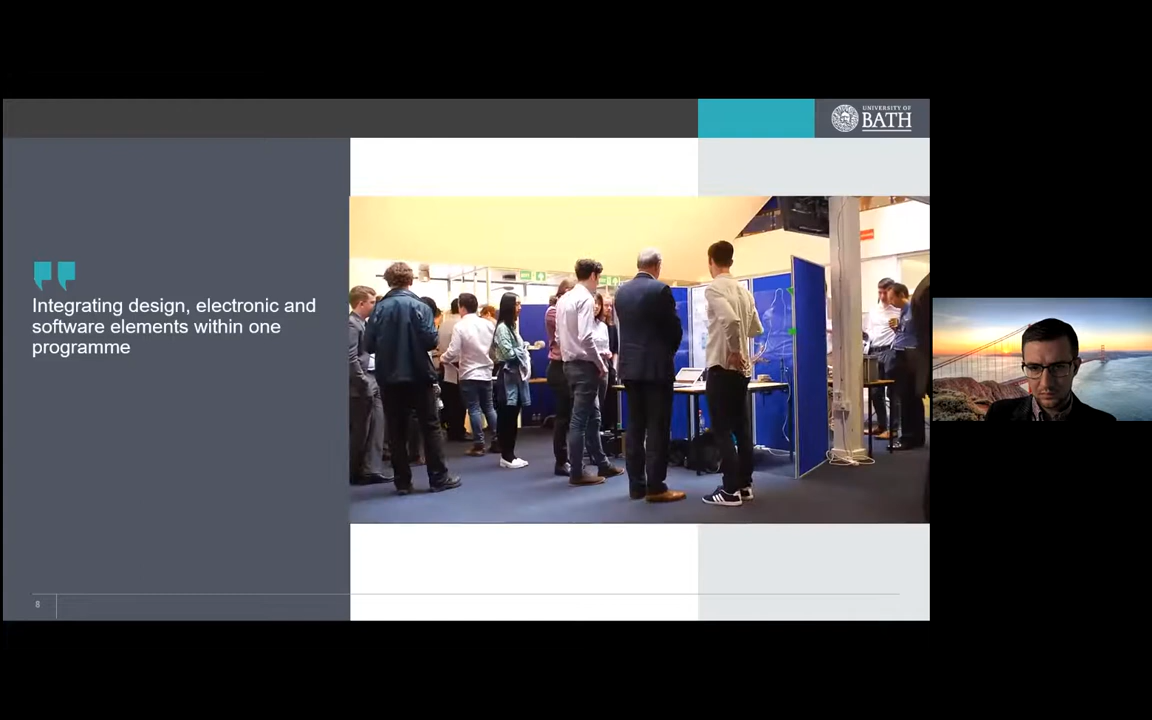 UNIVERSITY OF
BATH
Integrating design, electronic and
software elements within one
programme
8